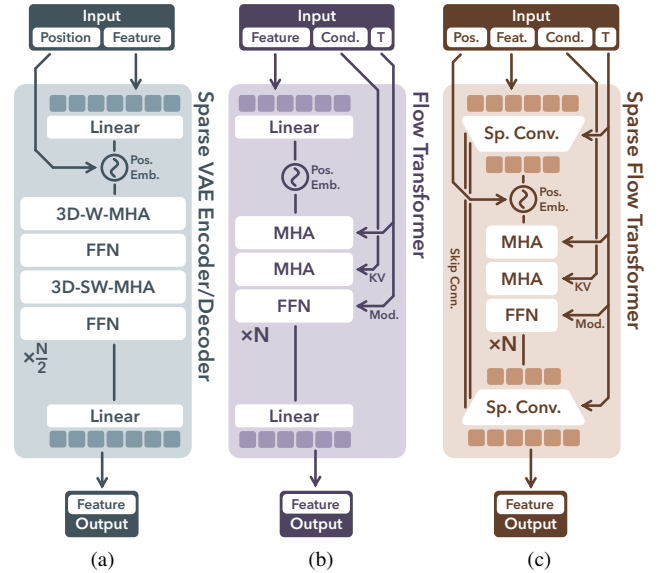 Input
Position Feature
Linear
Pos.
Emb.
3D-W-MHA
FFN
3D-SW-MHA
FFN
×N/2
Linear
Sparse VAE Encoder/Decoder
Feature
Output
(a)
Input
Feature Cond. T
Linear
Pos.
Emb.
MHA
MHA
KV
FFN
Mod.
×N
Linear
Flow Transformer
Feature
Output
(b)
Input
Pos. Feat. Cond. T
Sp. Conv.
Pos.
Emb.
MHA
MHA
KV
FFN
Mod.
×N
Skip Conn.
Sp. Conv.
Sparse Flow Transformer
Feature
Output
(c)